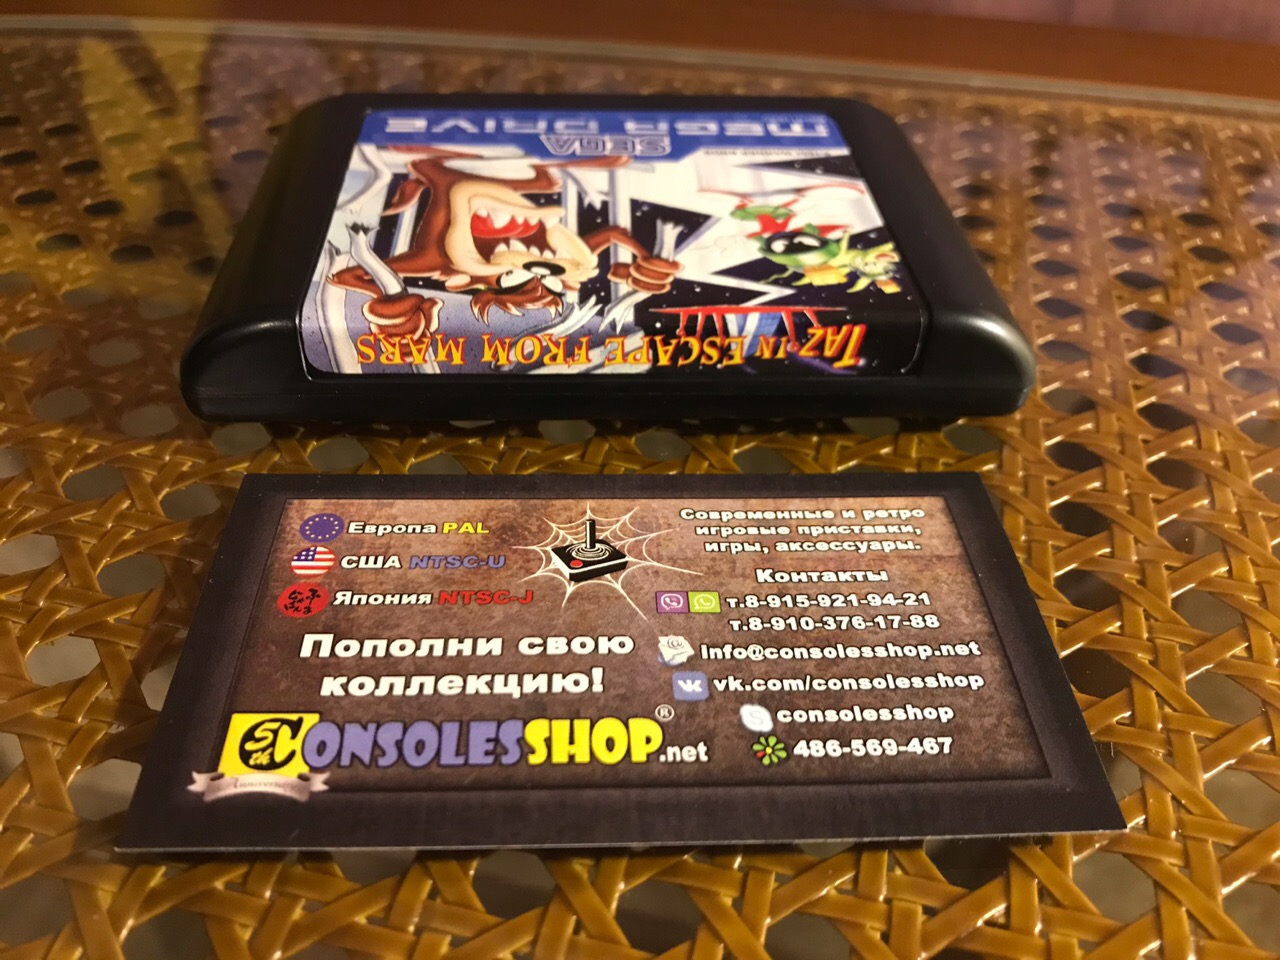 SEGA
MEGA DRIVE
TAZ IN ESCAPE FROM MARS
Европа PAL
США NTSC-U
Япония NTSC-J
Пополни свою
коллекцию!
5th
CONSOLESSHOP®.net
Современные и ретро
игровые приставки,
игры, аксессуары.
Контакты
т.8-915-921-94-21
т.8-910-376-17-88
info@consolesshop.net
vk.com/consolesshop
consolesshop
486-569-467